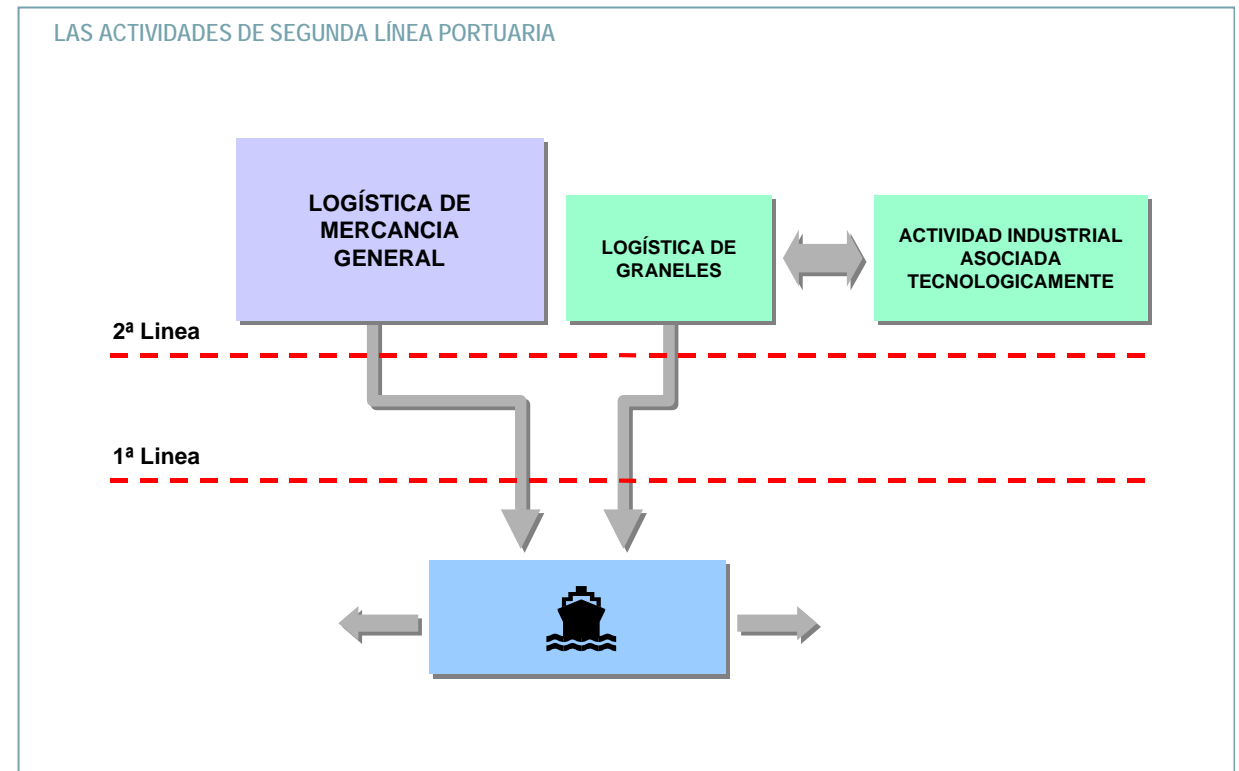 LAS ACTIVIDADES DE SEGUNDA LÍNEA PORTUARIA
LOGÍSTICA DE
MERCANCIA
GENERAL
LOGÍSTICA DE
GRANELES
ACTIVIDAD INDUSTRIAL
ASOCIADA
TECNOLOGICAMENTE
2ª Linea
1ª Linea